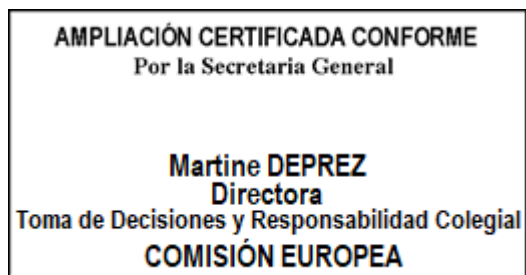 AMPLIACIÓN CERTIFICADA CONFORME
Por la Secretaria General
Martine DEPREZ
Directora
Toma de Decisiones y Responsabilidad Colegial
COMISIÓN EUROPEA